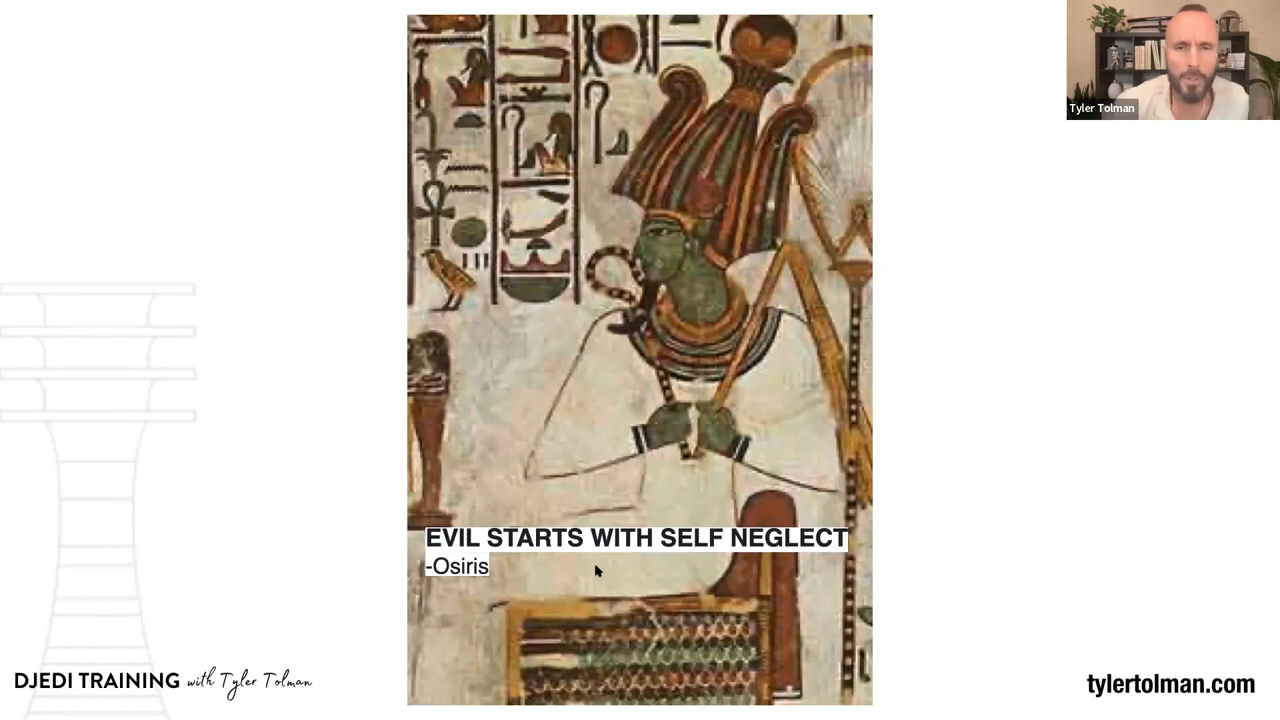 Tyler Tolman
EVIL STARTS WITH SELF NEGLECT
-Osiris
DJEDI TRAINING with Tyler Tolman
tylertolman.com